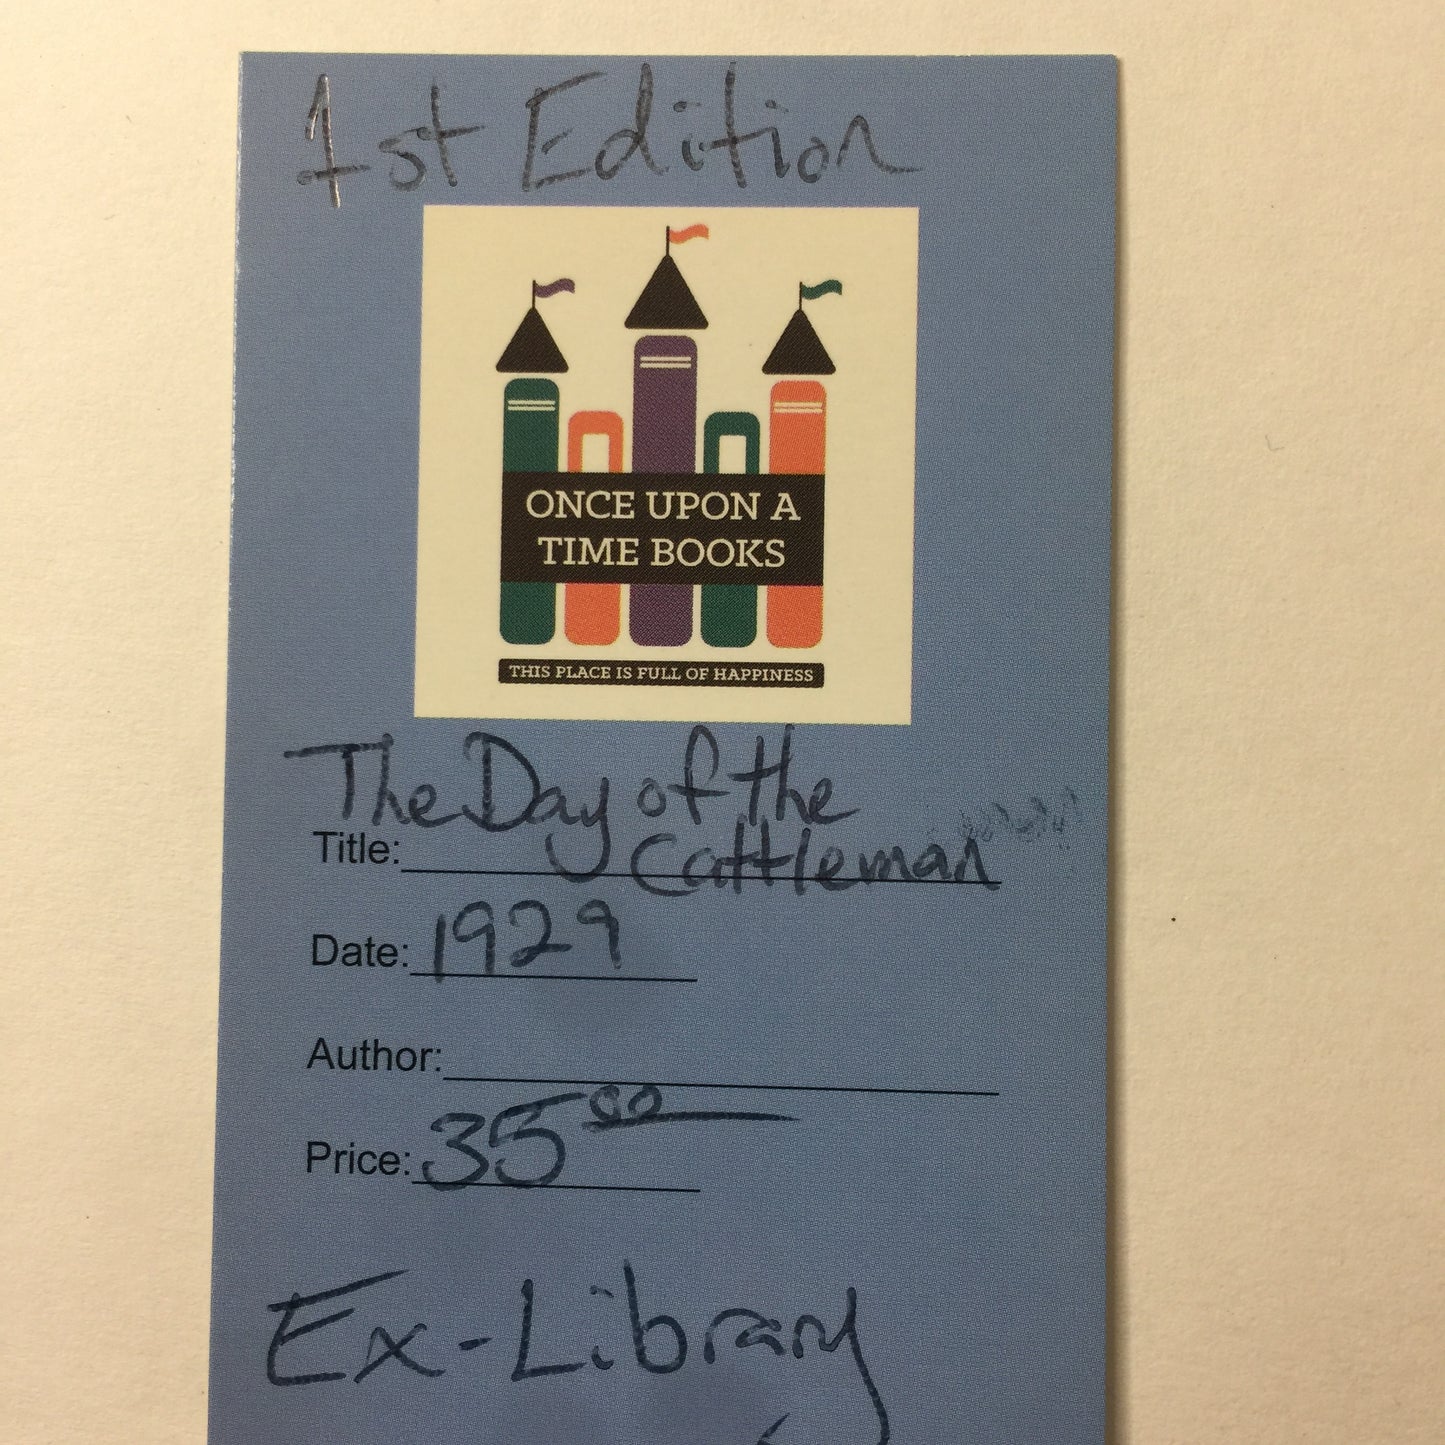 1st Edition
ONCE UPON A
TIME BOOKS
THIS PLACE IS FULL OF HAPPINESS
The Day of the
Title: Cattleman
Date: 1929
Author:
Price: 35 00
Ex-Library